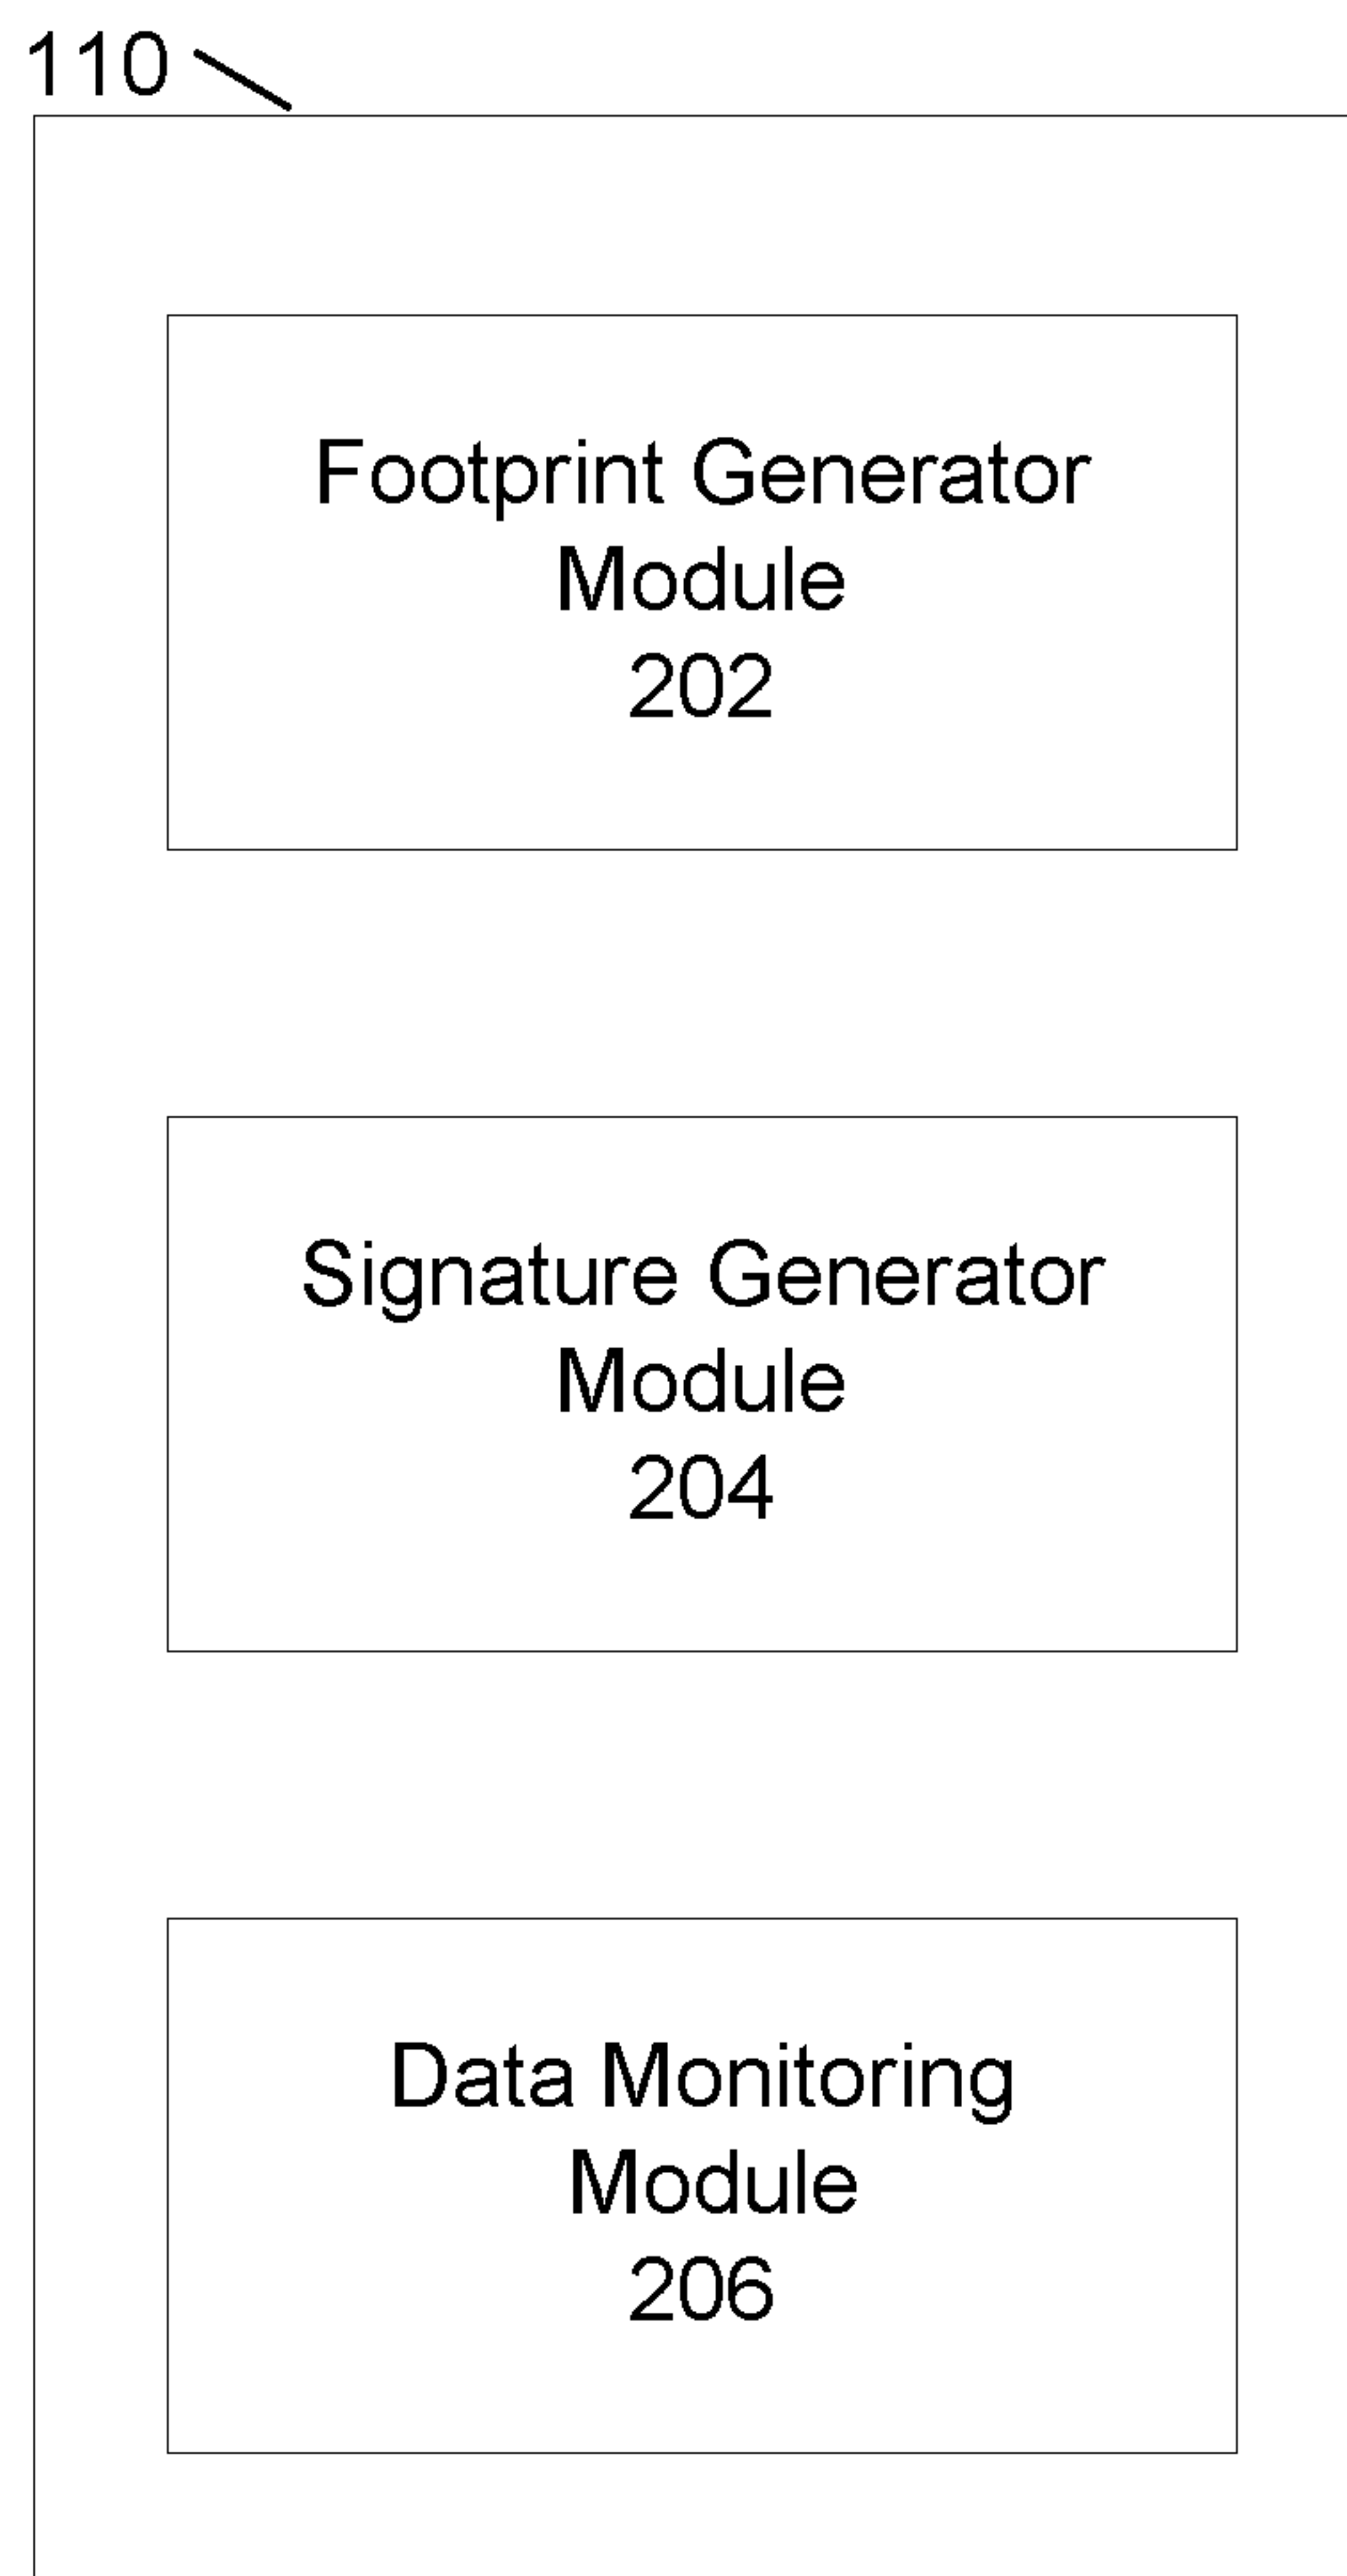 110
Footprint Generator
Module
202
Signature Generator
Module
204
Data Monitoring
Module
206